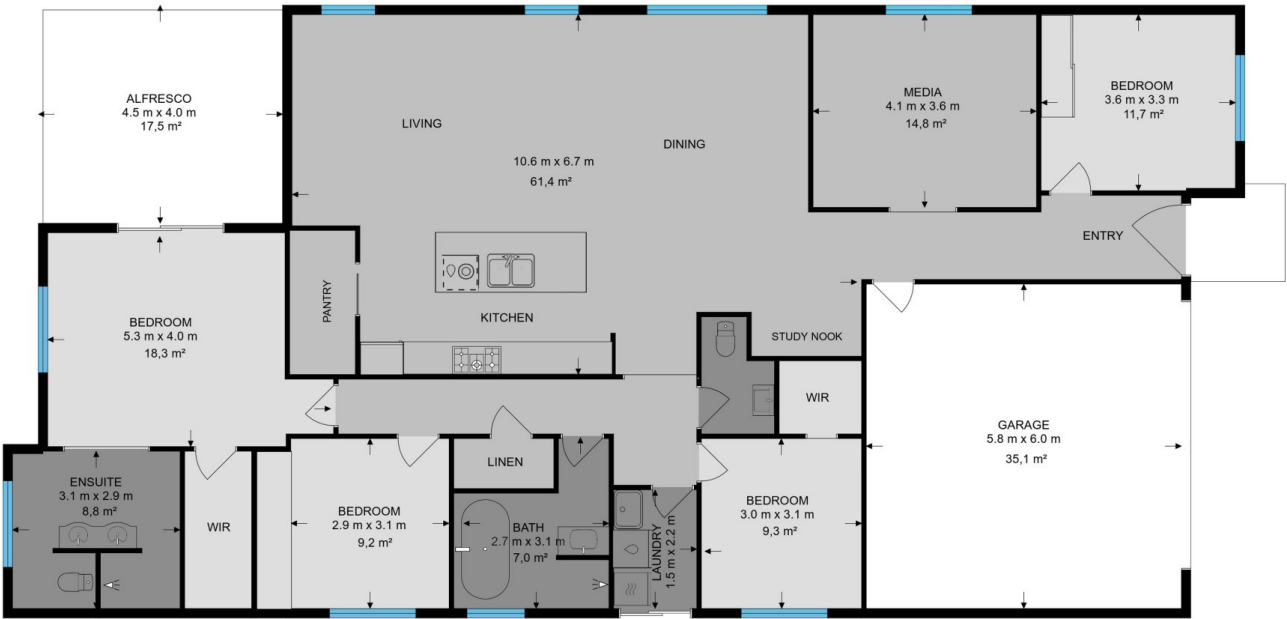 ALFRESCO
4.5 m x 4.0 m
17,5 m²
LIVING
DINING
10.6 m x 6.7 m
61,4 m²
MEDIA
4.1 m x 3.6 m
14,8 m²
BEDROOM
3.6 m x 3.3 m
11,7 m²
ENTRY
PANTRY
KITCHEN
STUDY NOOK
BEDROOM
5.3 m x 4.0 m
18,3 m²
WIR
GARAGE
5.8 m x 6.0 m
35,1 m²
ENSUITE
3.1 m x 2.9 m
8,8 m²
WIR
BEDROOM
2.9 m x 3.1 m
9,2 m²
LINEN
BATH
2.7 m x 3.1 m
7,0 m²
LAUNDRY
1.5 m x 2.2 m
BEDROOM
3.0 m x 3.1 m
9,3 m²